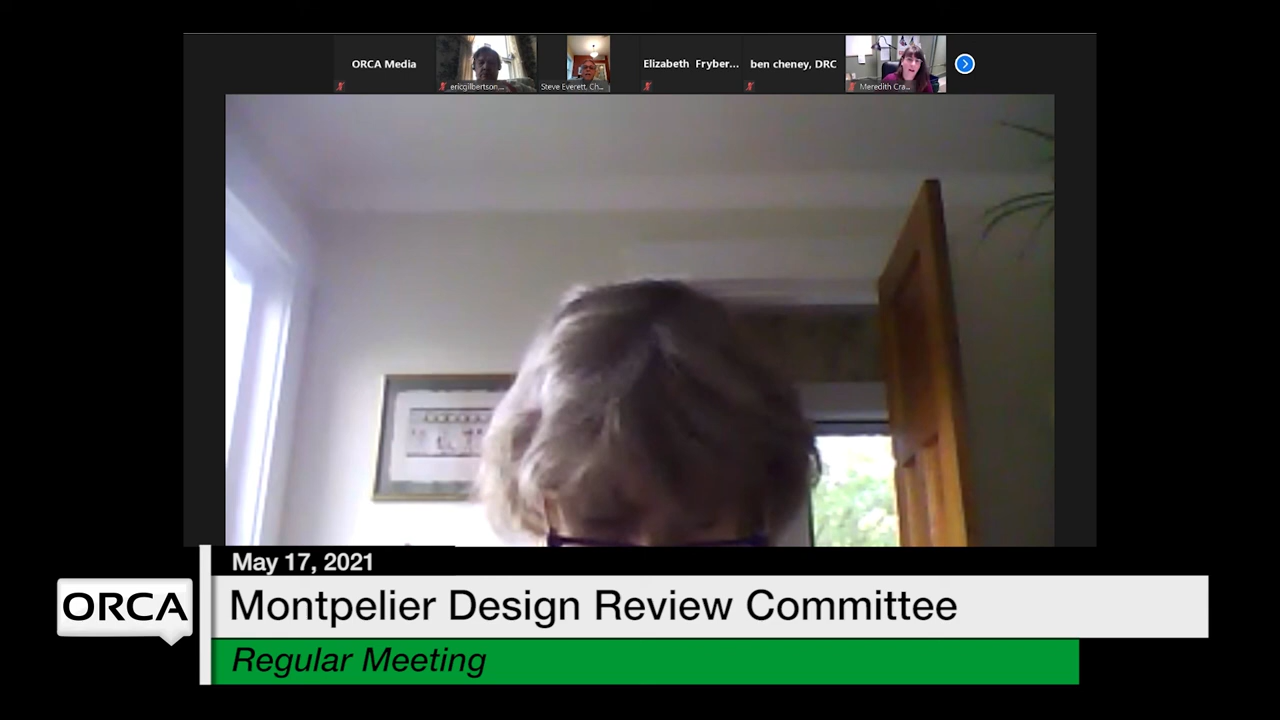 ORCA Media
ericgilbertson...
Steve Everett, Ch...
Elizabeth Fryber...
ben cheney, DRC
Meredith Cra...
May 17, 2021
ORCA
Montpelier Design Review Committee
Regular Meeting